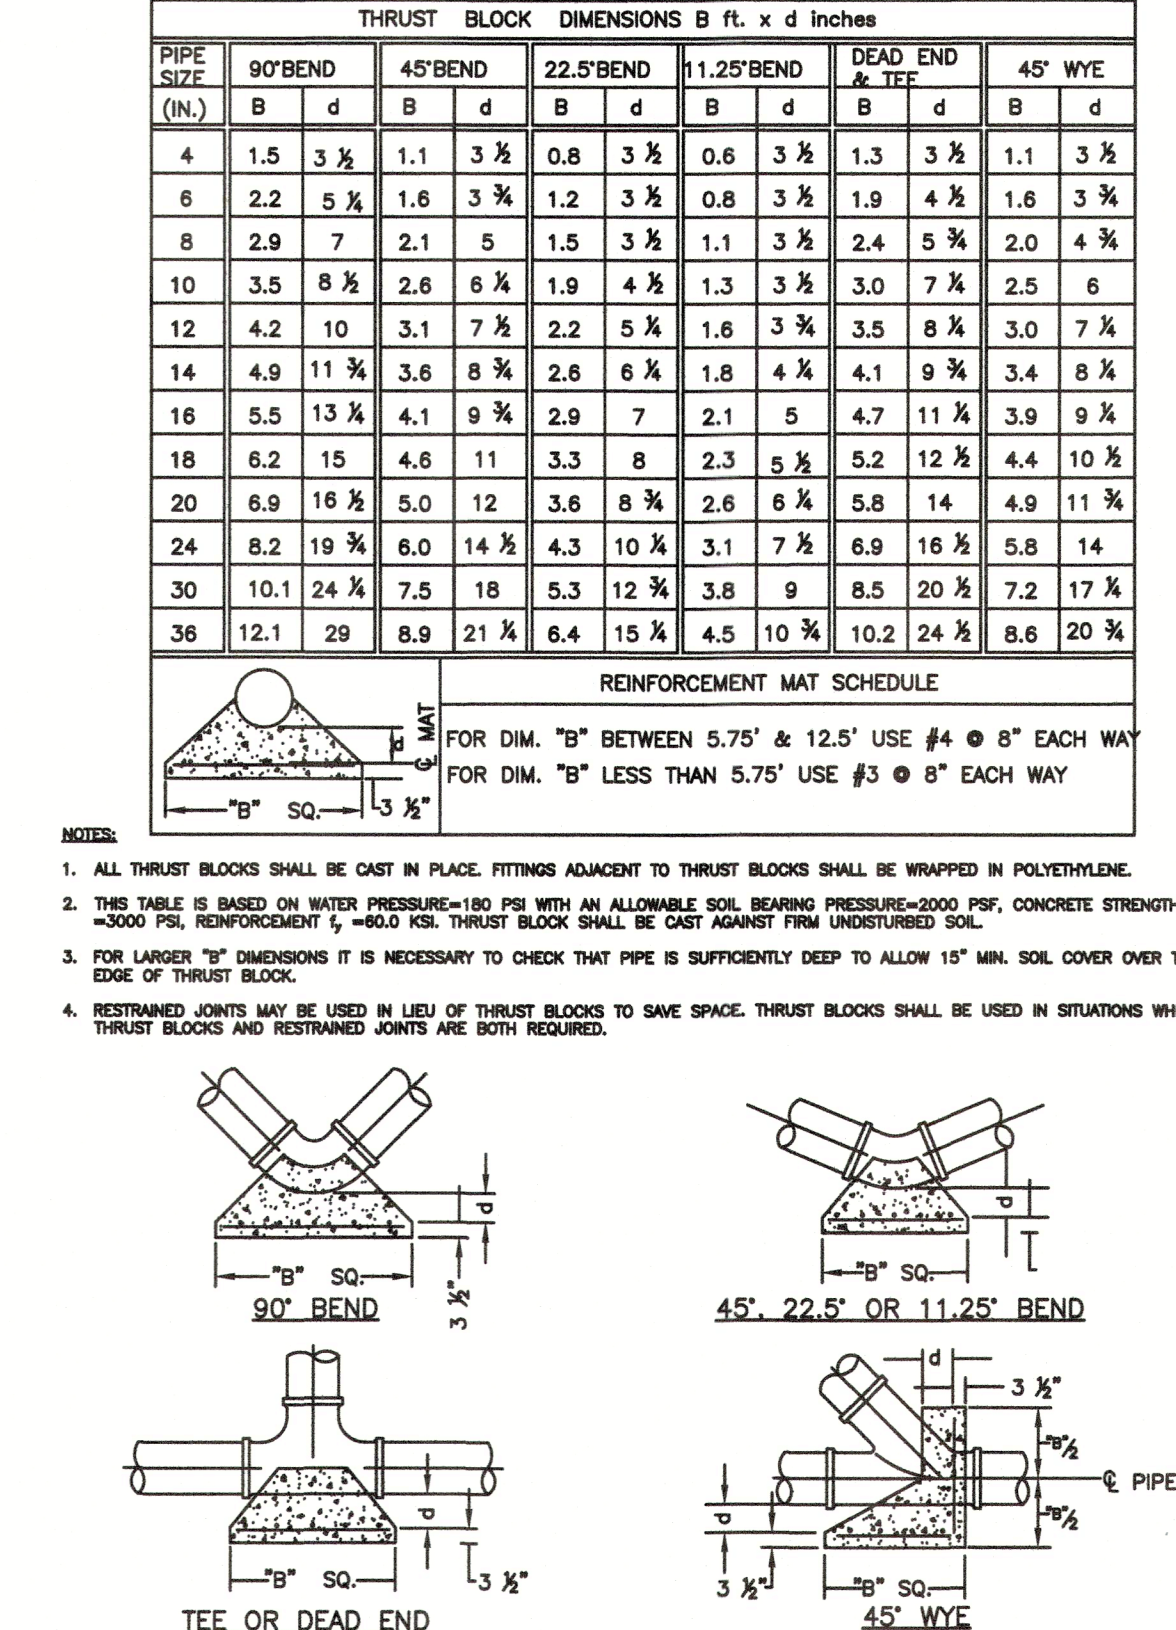 THRUST BLOCK DIMENSIONS B ft. x d inches
PIPE SIZE (IN.) 90°BEND 45°BEND 22.5°BEND 11.25°BEND DEAD END & TEE 45° WYE
B d B d B d B d B d B d
4 1.5 3 ½ 1.1 3 ½ 0.8 3 ½ 0.6 3 ½ 1.3 3 ½ 1.1 3 ½
6 2.2 5 ¼ 1.6 3 ¾ 1.2 3 ½ 0.8 3 ½ 1.9 4 ½ 1.6 3 ¾
8 2.9 7 2.1 5 1.5 3 ½ 1.1 3 ½ 2.4 5 ¾ 2.0 4 ¾
10 3.5 8 ½ 2.6 6 ¼ 1.9 4 ½ 1.3 3 ½ 3.0 7 ¼ 2.5 6
12 4.2 10 3.1 7 ½ 2.2 5 ¼ 1.6 3 ¾ 3.5 8 ¼ 3.0 7 ¼
14 4.9 11 ¾ 3.6 8 ¾ 2.6 6 ¼ 1.8 4 ¼ 4.1 9 ¾ 3.4 8 ¼
16 5.5 13 ¼ 4.1 9 ¾ 2.9 7 2.1 5 4.7 11 ¼ 3.9 9 ¼
18 6.2 15 4.6 11 3.3 8 2.3 5 ½ 5.2 12 ½ 4.4 10 ½
20 6.9 16 ½ 5.0 12 3.6 8 ¾ 2.6 6 ¼ 5.8 14 4.9 11 ¾
24 8.2 19 ¾ 6.0 14 ½ 4.3 10 ¼ 3.1 7 ½ 6.9 16 ½ 5.8 14
30 10.1 24 ¼ 7.5 18 5.3 12 ¾ 3.8 9 8.5 20 ½ 7.2 17 ¼
36 12.1 29 8.9 21 ¼ 6.4 15 ¼ 4.5 10 ¾ 10.2 24 ½ 8.6 20 ¾
d
℄ MAT
"B" SQ.
3 ½"
REINFORCEMENT MAT SCHEDULE
FOR DIM. "B" BETWEEN 5.75' & 12.5' USE #4 @ 8" EACH WAY
FOR DIM. "B" LESS THAN 5.75' USE #3 @ 8" EACH WAY
NOTES:
1. ALL THRUST BLOCKS SHALL BE CAST IN PLACE. FITTINGS ADJACENT TO THRUST BLOCKS SHALL BE WRAPPED IN POLYETHYLENE.
2. THIS TABLE IS BASED ON WATER PRESSURE=180 PSI WITH AN ALLOWABLE SOIL BEARING PRESSURE=2000 PSF, CONCRETE STRENGTH
=3000 PSI, REINFORCEMENT fy =60.0 KSI. THRUST BLOCK SHALL BE CAST AGAINST FIRM UNDISTURBED SOIL.
3. FOR LARGER "B" DIMENSIONS IT IS NECESSARY TO CHECK THAT PIPE IS SUFFICIENTLY DEEP TO ALLOW 15" MIN. SOIL COVER OVER
EDGE OF THRUST BLOCK.
4. RESTRAINED JOINTS MAY BE USED IN LIEU OF THRUST BLOCKS TO SAVE SPACE. THRUST BLOCKS SHALL BE USED IN SITUATIONS
THRUST BLOCKS AND RESTRAINED JOINTS ARE BOTH REQUIRED.
d
"B" SQ.
3 ½"
90° BEND
d
"B" SQ.
45°, 22.5° OR 11.25° BEND
d
"B" SQ.
3 ½"
TEE OR DEAD END
d
3 ½"
"B"/2
℄ PIPE
"B"/2
d
3 ½"
"B" SQ.
45° WYE